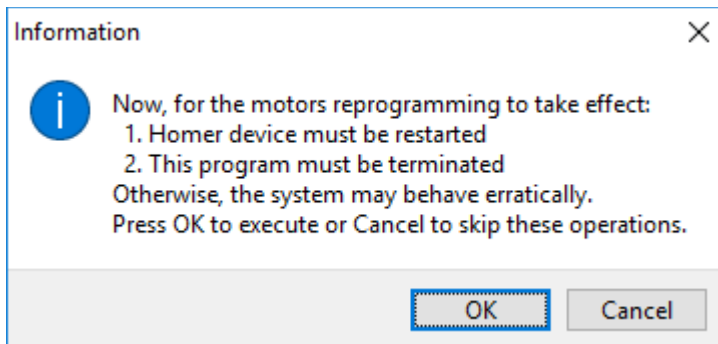 Information
Now, for the motors reprogramming to take effect:
1. Homer device must be restarted
2. This program must be terminated
Otherwise, the system may behave erratically.
Press OK to execute or Cancel to skip these operations.
OK
Cancel